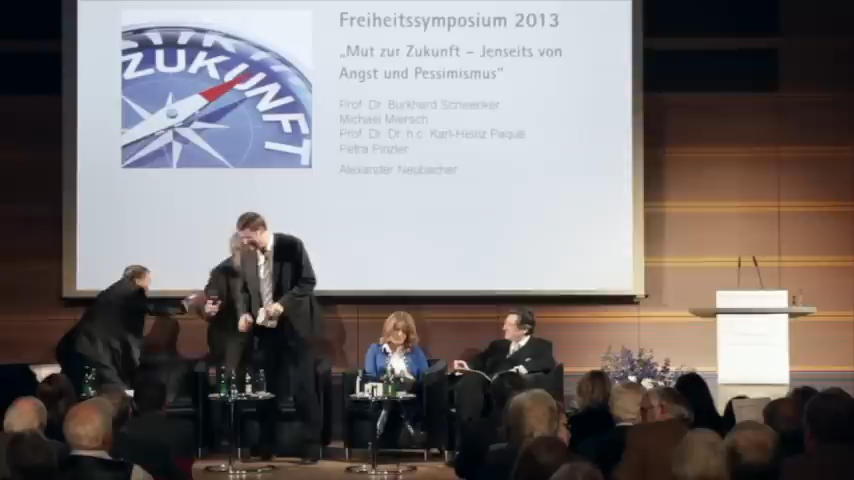 Freiheitssymposium 2013
„Mut zur Zukunft – Jenseits von
Angst und Pessimismus“
Prof. Dr. Burkhard Schwenker
Michael Miersch
Prof. Dr. Dr. h.c. Karl-Heinz Paqué
Petra Pinzler
Alexander Neubacher
ZUKUNFT